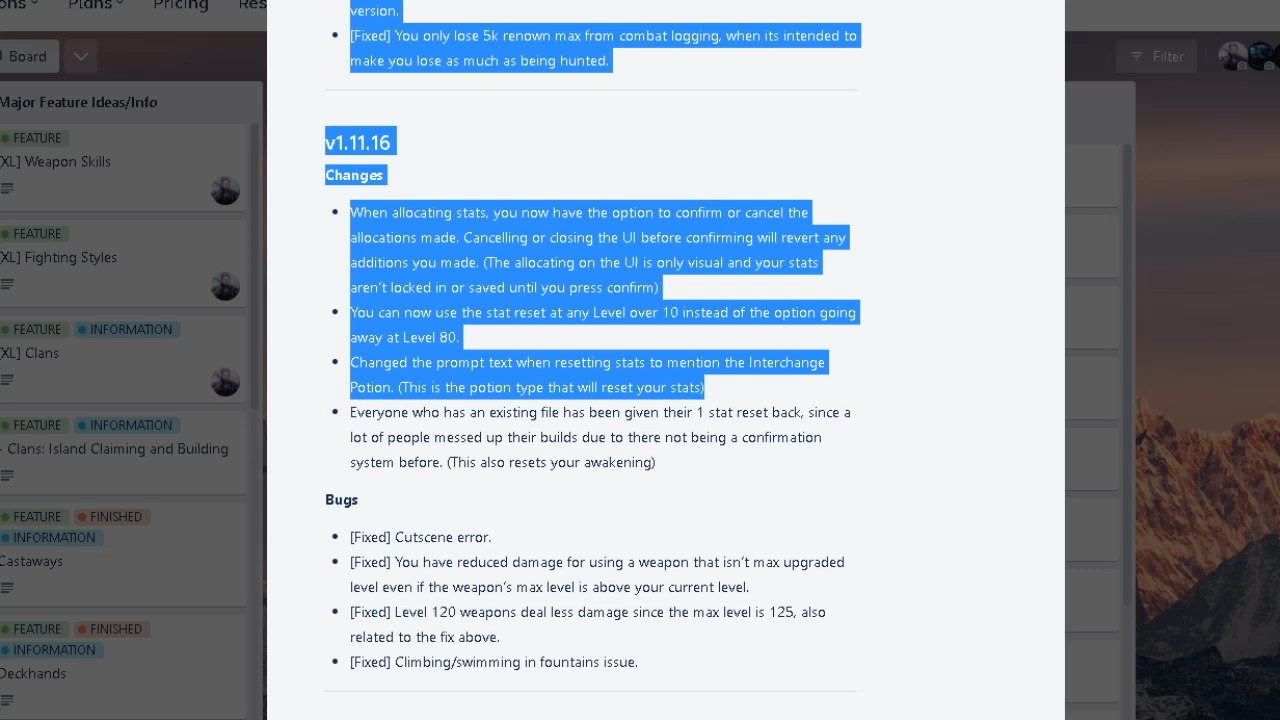 Plans
Pricing
Board
Filter
Major Feature Ideas/Info
FEATURE
[XL] Weapon Skills
FEATURE
[XL] Fighting Styles
FEATURE INFORMATION
[XL] Clans
FEATURE INFORMATION
- Clans: Island Claiming and Building
FEATURE FINISHED
INFORMATION
Castaways
FEATURE FINISHED
INFORMATION
Deckhands
version.
[Fixed] You only lose 5k renown max from combat logging, when its intended to
make you lose as much as being hunted.
v1.11.16
Changes
When allocating stats, you now have the option to confirm or cancel the
allocations made. Cancelling or closing the UI before confirming will revert any
additions you made. (The allocating on the UI is only visual and your stats
aren't locked in or saved until you press confirm)
You can now use the stat reset at any Level over 10 instead of the option going
away at Level 80.
Changed the prompt text when resetting stats to mention the Interchange
Potion. (This is the potion type that will reset your stats)
Everyone who has an existing file has been given their 1 stat reset back, since a
lot of people messed up their builds due to there not being a confirmation
system before. (This also resets your awakening)
Bugs
[Fixed] Cutscene error.
[Fixed] You have reduced damage for using a weapon that isn't max upgraded
level even if the weapon's max level is above your current level.
[Fixed] Level 120 weapons deal less damage since the max level is 125, also
related to the fix above.
[Fixed] Climbing/swimming in fountains issue.